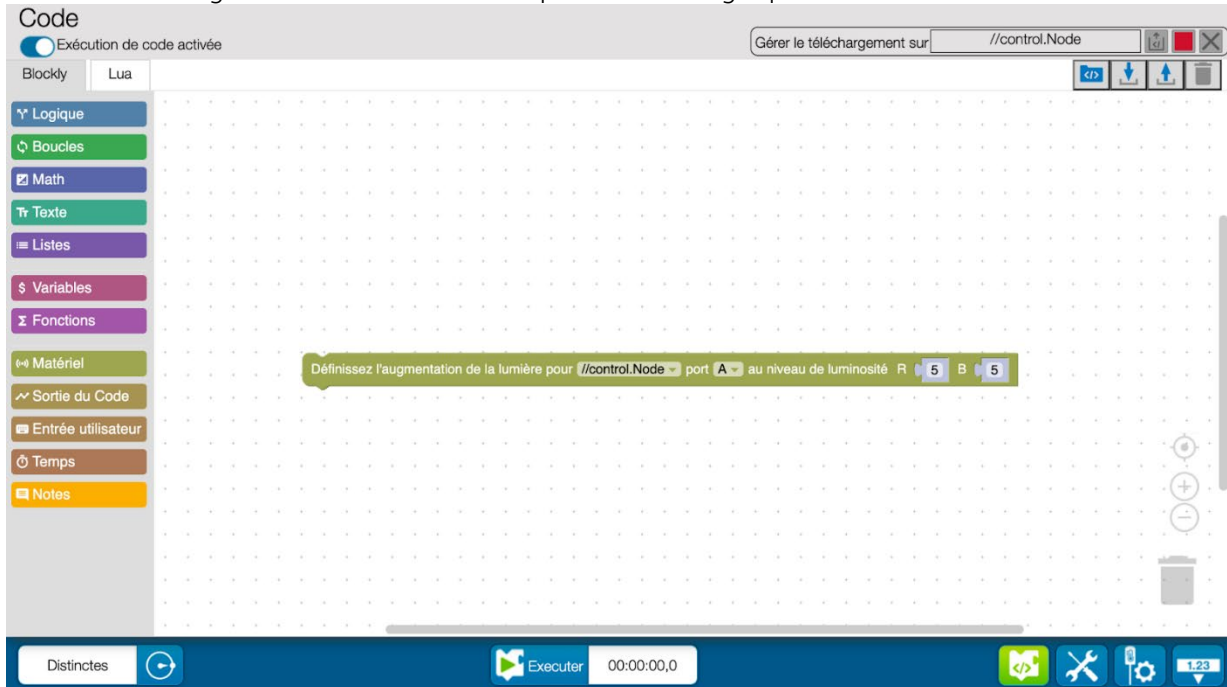 Code
Exécution de code activée
Gérer le téléchargement sur //control.Node
Blockly Lua
Logique
Boucles
Math
Tr Texte
Listes
$ Variables
Σ Fonctions
Matériel
Définissez l'augmentation de la lumière pour //control.Node port A au niveau de luminosité R 5 B 5
Sortie du Code
Entrée utilisateur
Temps
Notes
Distinctes Executer 00:00:00,0 </> 1.23